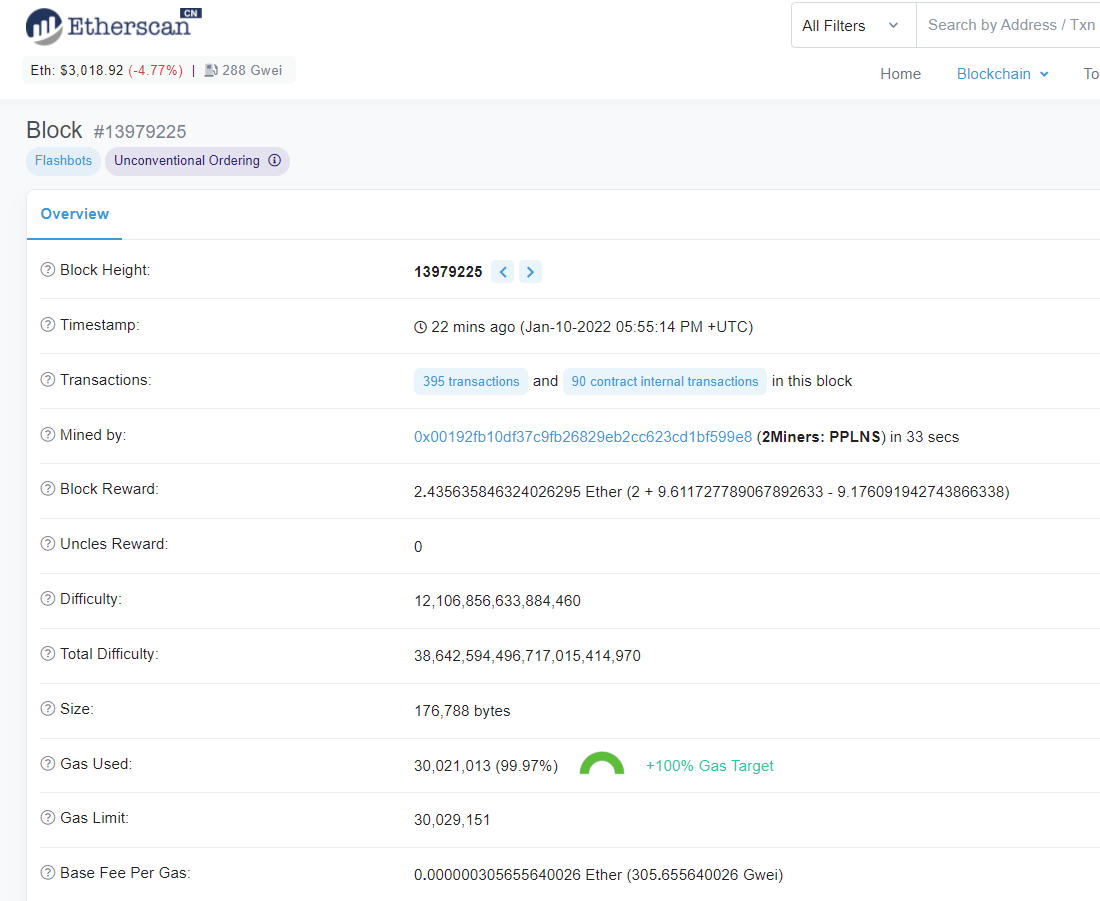 Etherscan CN
All Filters
Search by Address / Txn
Eth: $3,018.92 (-4.77%) | 288 Gwei
Home Blockchain To
Block #13979225
Flashbots Unconventional Ordering
Overview
Block Height: 13979225
Timestamp: 22 mins ago (Jan-10-2022 05:55:14 PM +UTC)
Transactions: 395 transactions and 90 contract internal transactions in this block
Mined by: 0x00192fb10df37c9fb26829eb2cc623cd1bf599e8 (2Miners: PPLNS) in 33 secs
Block Reward: 2.435635846324026295 Ether (2 + 9.611727789067892633 - 9.176091942743866338)
Uncles Reward: 0
Difficulty: 12,106,856,633,884,460
Total Difficulty: 38,642,594,496,717,015,414,970
Size: 176,788 bytes
Gas Used: 30,021,013 (99.97%) +100% Gas Target
Gas Limit: 30,029,151
Base Fee Per Gas: 0.000000305655640026 Ether (305.655640026 Gwei)